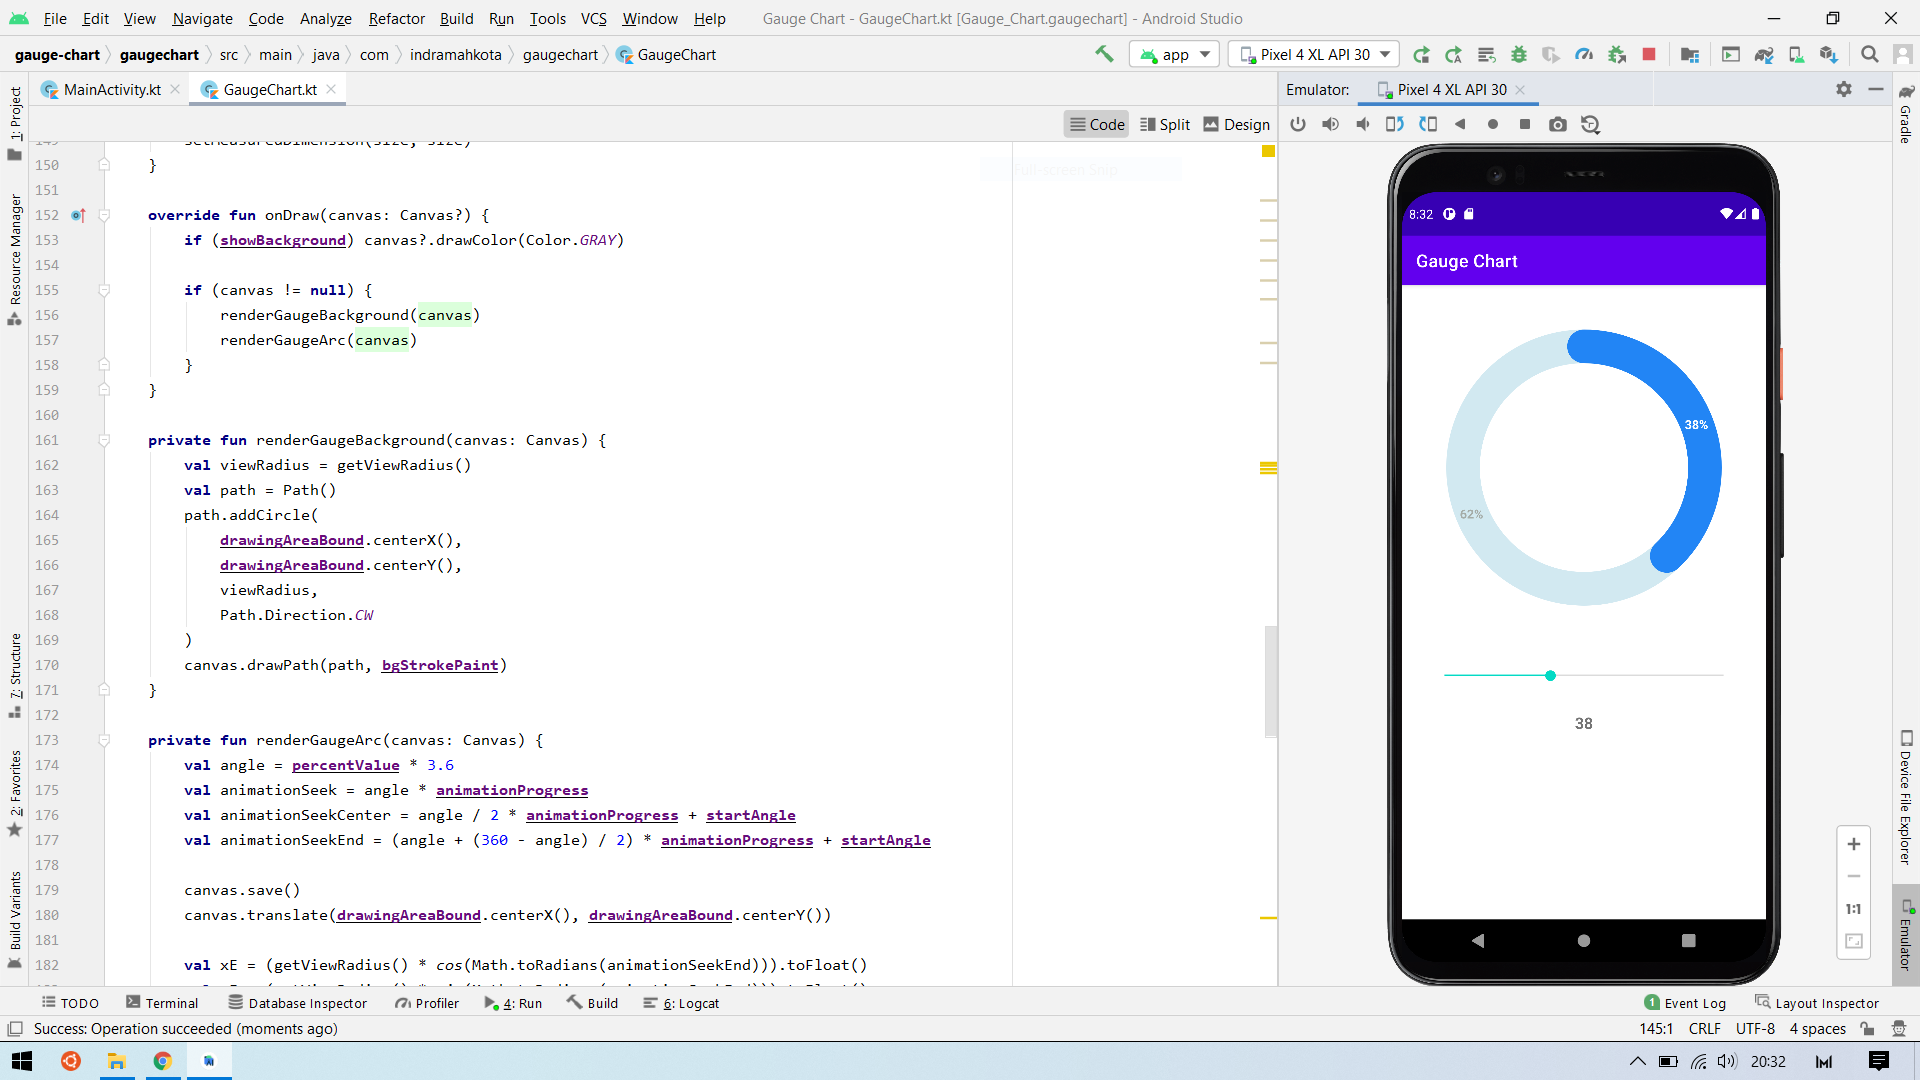 File Edit View Navigate Code Analyze Refactor Build Run Tools VCS Window Help Gauge Chart - GaugeChart.kt [Gauge_Chart.gaugechart] - Android Studio
gauge-chart gaugechart src main java com indramahkota gaugechart GaugeChart app Pixel 4 XL API 30
MainActivity.kt GaugeChart.kt Emulator: Pixel 4 XL API 30
Code Split Design
1: Project
Resource Manager
7: Structure
2: Favorites
Build Variants
setMeasuredDimension(size, size)
150 }
151
152 override fun onDraw(canvas: Canvas?) {
153 if (showBackground) canvas?.drawColor(Color.GRAY)
154
155 if (canvas != null) {
156 renderGaugeBackground(canvas)
157 renderGaugeArc(canvas)
158 }
159 }
160
161 private fun renderGaugeBackground(canvas: Canvas) {
162 val viewRadius = getViewRadius()
163 val path = Path()
164 path.addCircle(
165 drawingAreaBound.centerX(),
166 drawingAreaBound.centerY(),
167 viewRadius,
168 Path.Direction.CW
169 )
170 canvas.drawPath(path, bgStrokePaint)
171 }
172
173 private fun renderGaugeArc(canvas: Canvas) {
174 val angle = percentValue * 3.6
175 val animationSeek = angle * animationProgress
176 val animationSeekCenter = angle / 2 * animationProgress + startAngle
177 val animationSeekEnd = (angle + (360 - angle) / 2) * animationProgress + startAngle
178
179 canvas.save()
180 canvas.translate(drawingAreaBound.centerX(), drawingAreaBound.centerY())
181
182 val xE = (getViewRadius() * cos(Math.toRadians(animationSeekEnd))).toFloat()
Full-screen Snip
8:32
Gauge Chart
38%
62%
38
1:1
Gradle
Device File Explorer
Emulator
TODO Terminal Database Inspector Profiler 4: Run Build 6: Logcat 1 Event Log Layout Inspector
Success: Operation succeeded (moments ago) 145:1 CRLF UTF-8 4 spaces
20:32